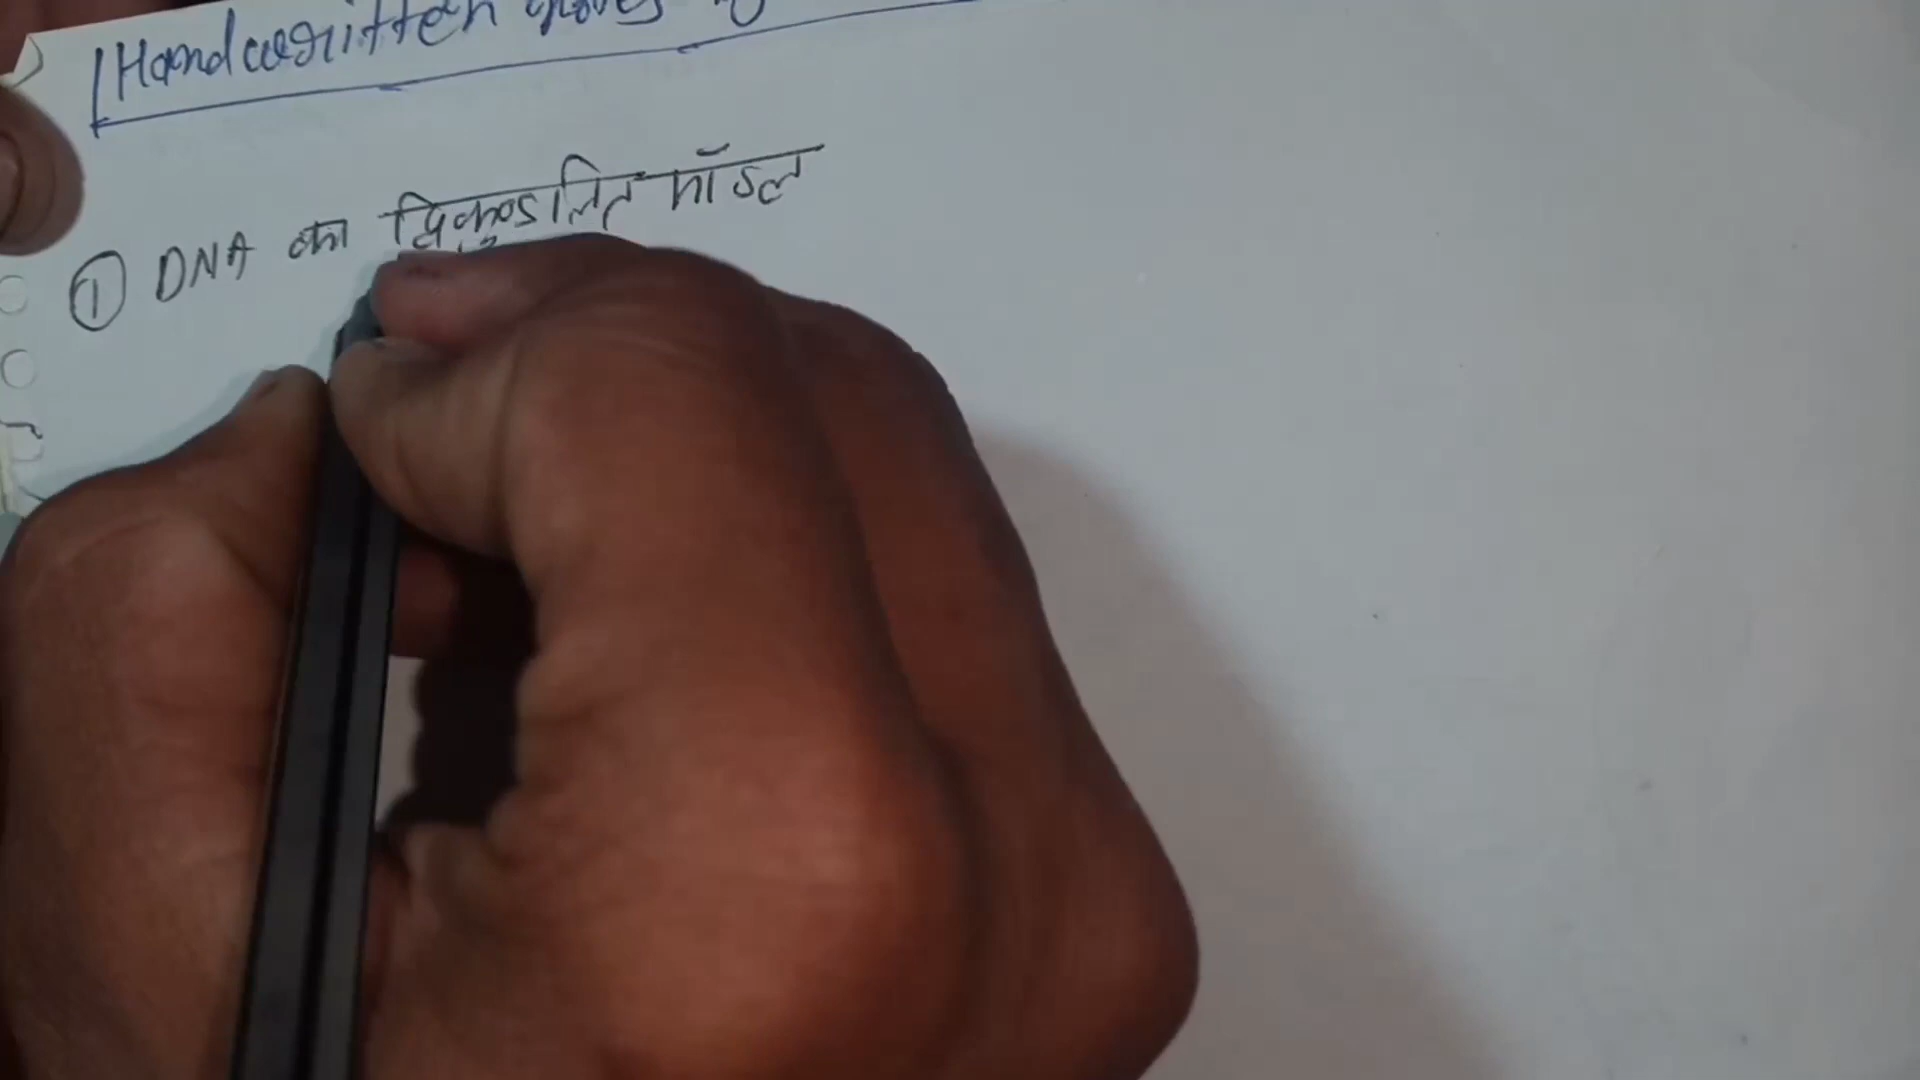 Handwritten
① DNA का द्विकुण्डलित मॉडल